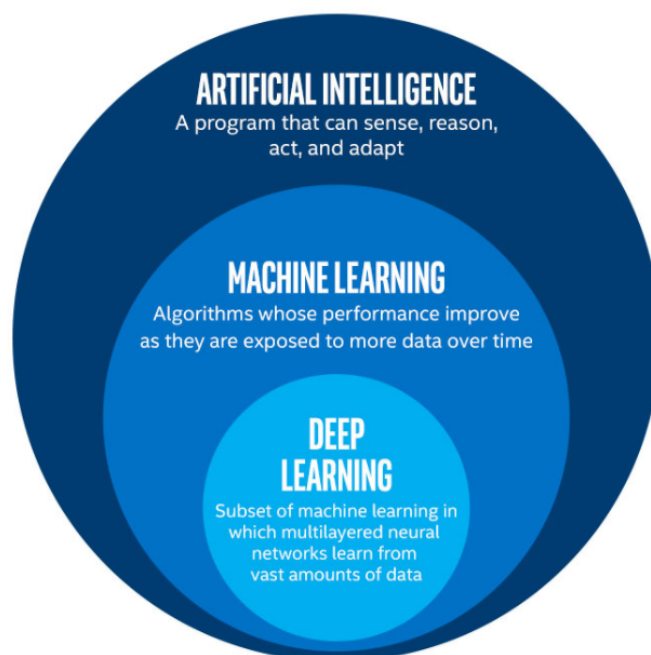 ARTIFICIAL INTELLIGENCE
A program that can sense, reason,
act, and adapt
MACHINE LEARNING
Algorithms whose performance improve
as they are exposed to more data over time
DEEP
LEARNING
Subset of machine learning in
which multilayered neural
networks learn from
vast amounts of data